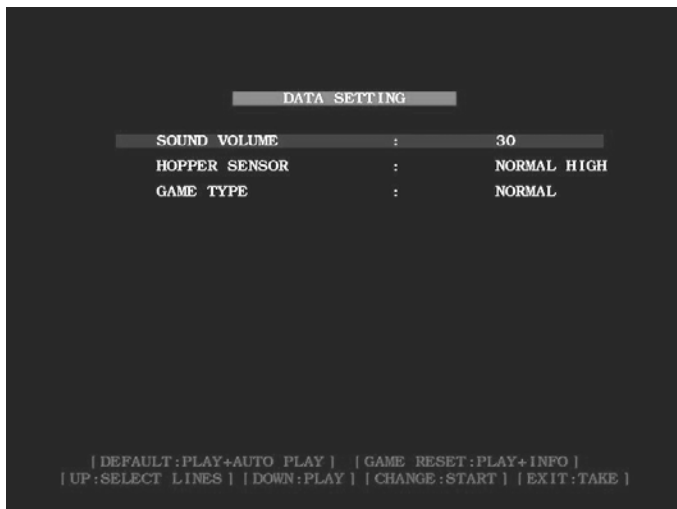 DATA SETTING
SOUND VOLUME : 30
HOPPER SENSOR : NORMAL HIGH
GAME TYPE : NORMAL
[DEFAULT:PLAY+AUTO PLAY] [GAME RESET:PLAY+INFO]
[UP:SELECT LINES] [DOWN:PLAY] [CHANGE:START] [EXIT:TAKE]